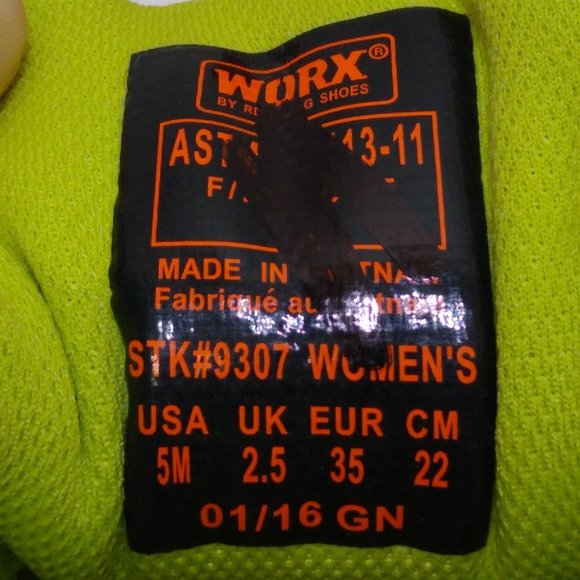 WORX®
BY SHOES
13-11
MADE IN
Fabriqué au
STK#9307 WOMEN'S
USA UK EUR CM
5M 2.5 35 22
01/16 GN